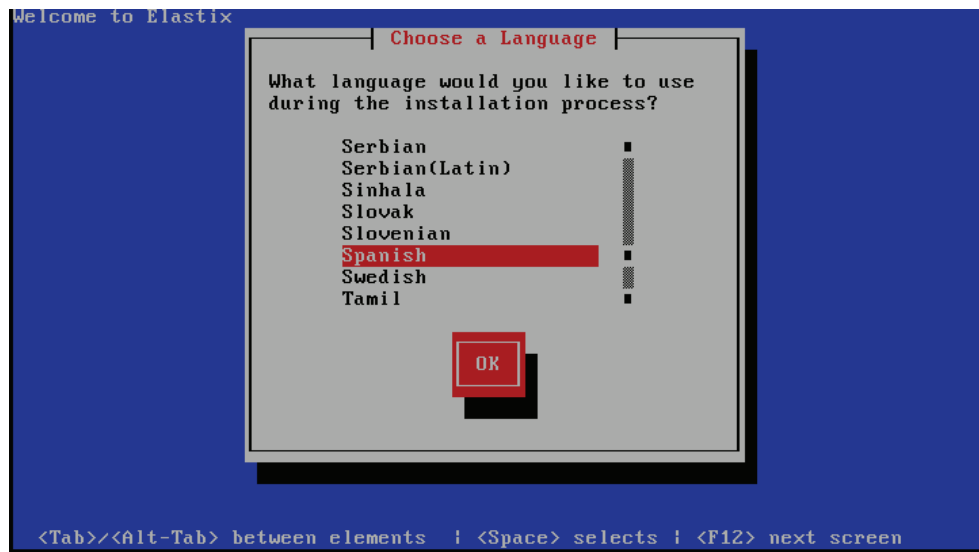 Welcome to Elastix
Choose a Language
What language would you like to use
during the installation process?
Serbian
Serbian(Latin)
Sinhala
Slovak
Slovenian
Spanish
Swedish
Tamil
OK
<Tab>/<Alt-Tab> between elements | <Space> selects | <F12> next screen